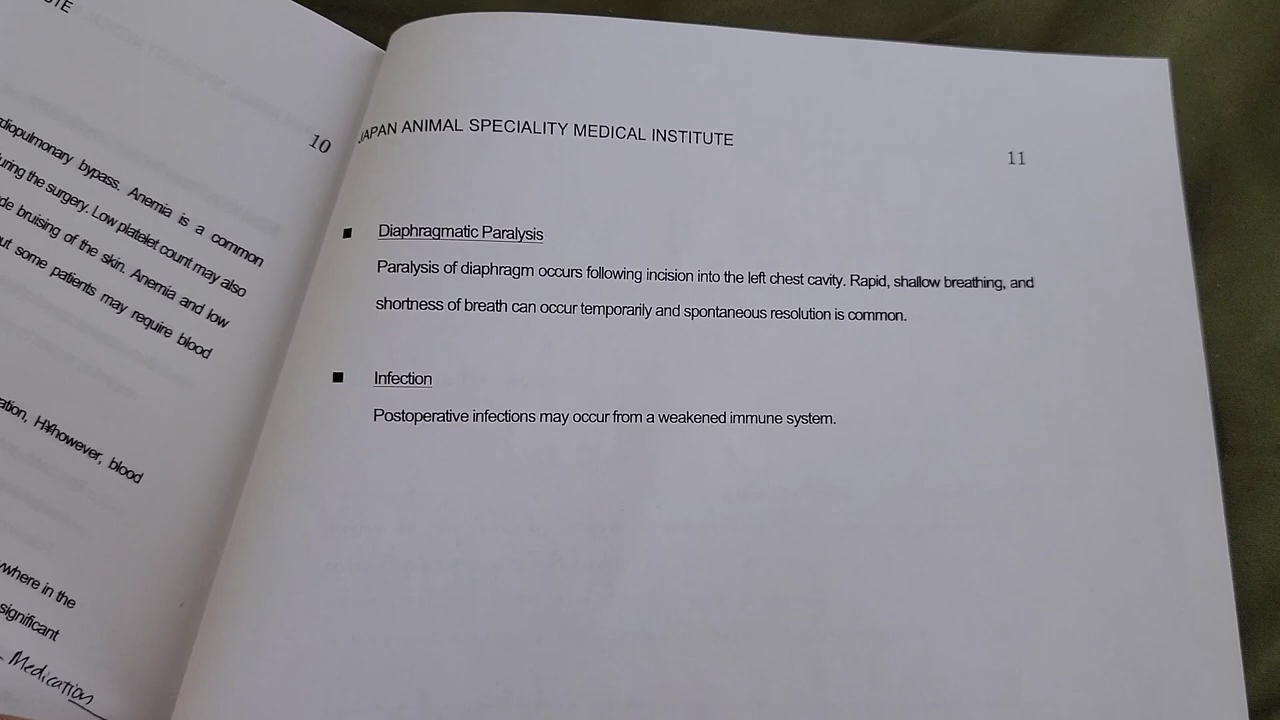 10
diopulmonary bypass. Anemia is a common
uring the surgery. Low platelet count may also
de bruising of the skin. Anemia and low
ut some patients may require blood
ation, H¥however, blood
where in the
significant
Medication
JAPAN ANIMAL SPECIALITY MEDICAL INSTITUTE
11
■ Diaphragmatic Paralysis
Paralysis of diaphragm occurs following incision into the left chest cavity. Rapid, shallow breathing, and
shortness of breath can occur temporarily and spontaneous resolution is common.
■ Infection
Postoperative infections may occur from a weakened immune system.